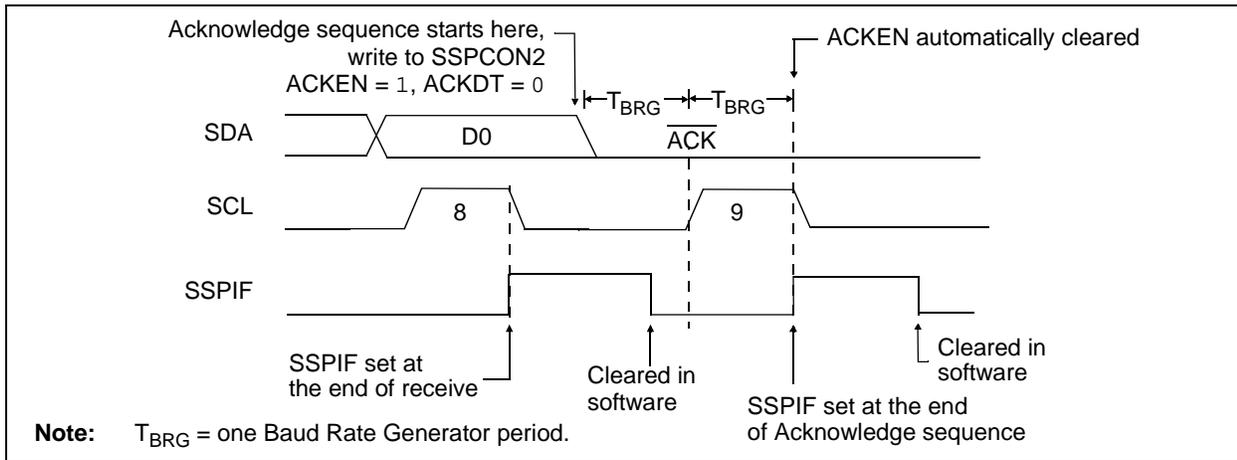 Acknowledge sequence starts here,
write to SSPCON2
ACKEN = 1, ACKDT = 0
ACKEN automatically cleared
TBRG
TBRG
SDA
D0
ACK
SCL
8
9
SSPIF
SSPIF set at
the end of receive
Cleared in
software
SSPIF set at the end
of Acknowledge sequence
Cleared in
software
Note: TBRG = one Baud Rate Generator period.